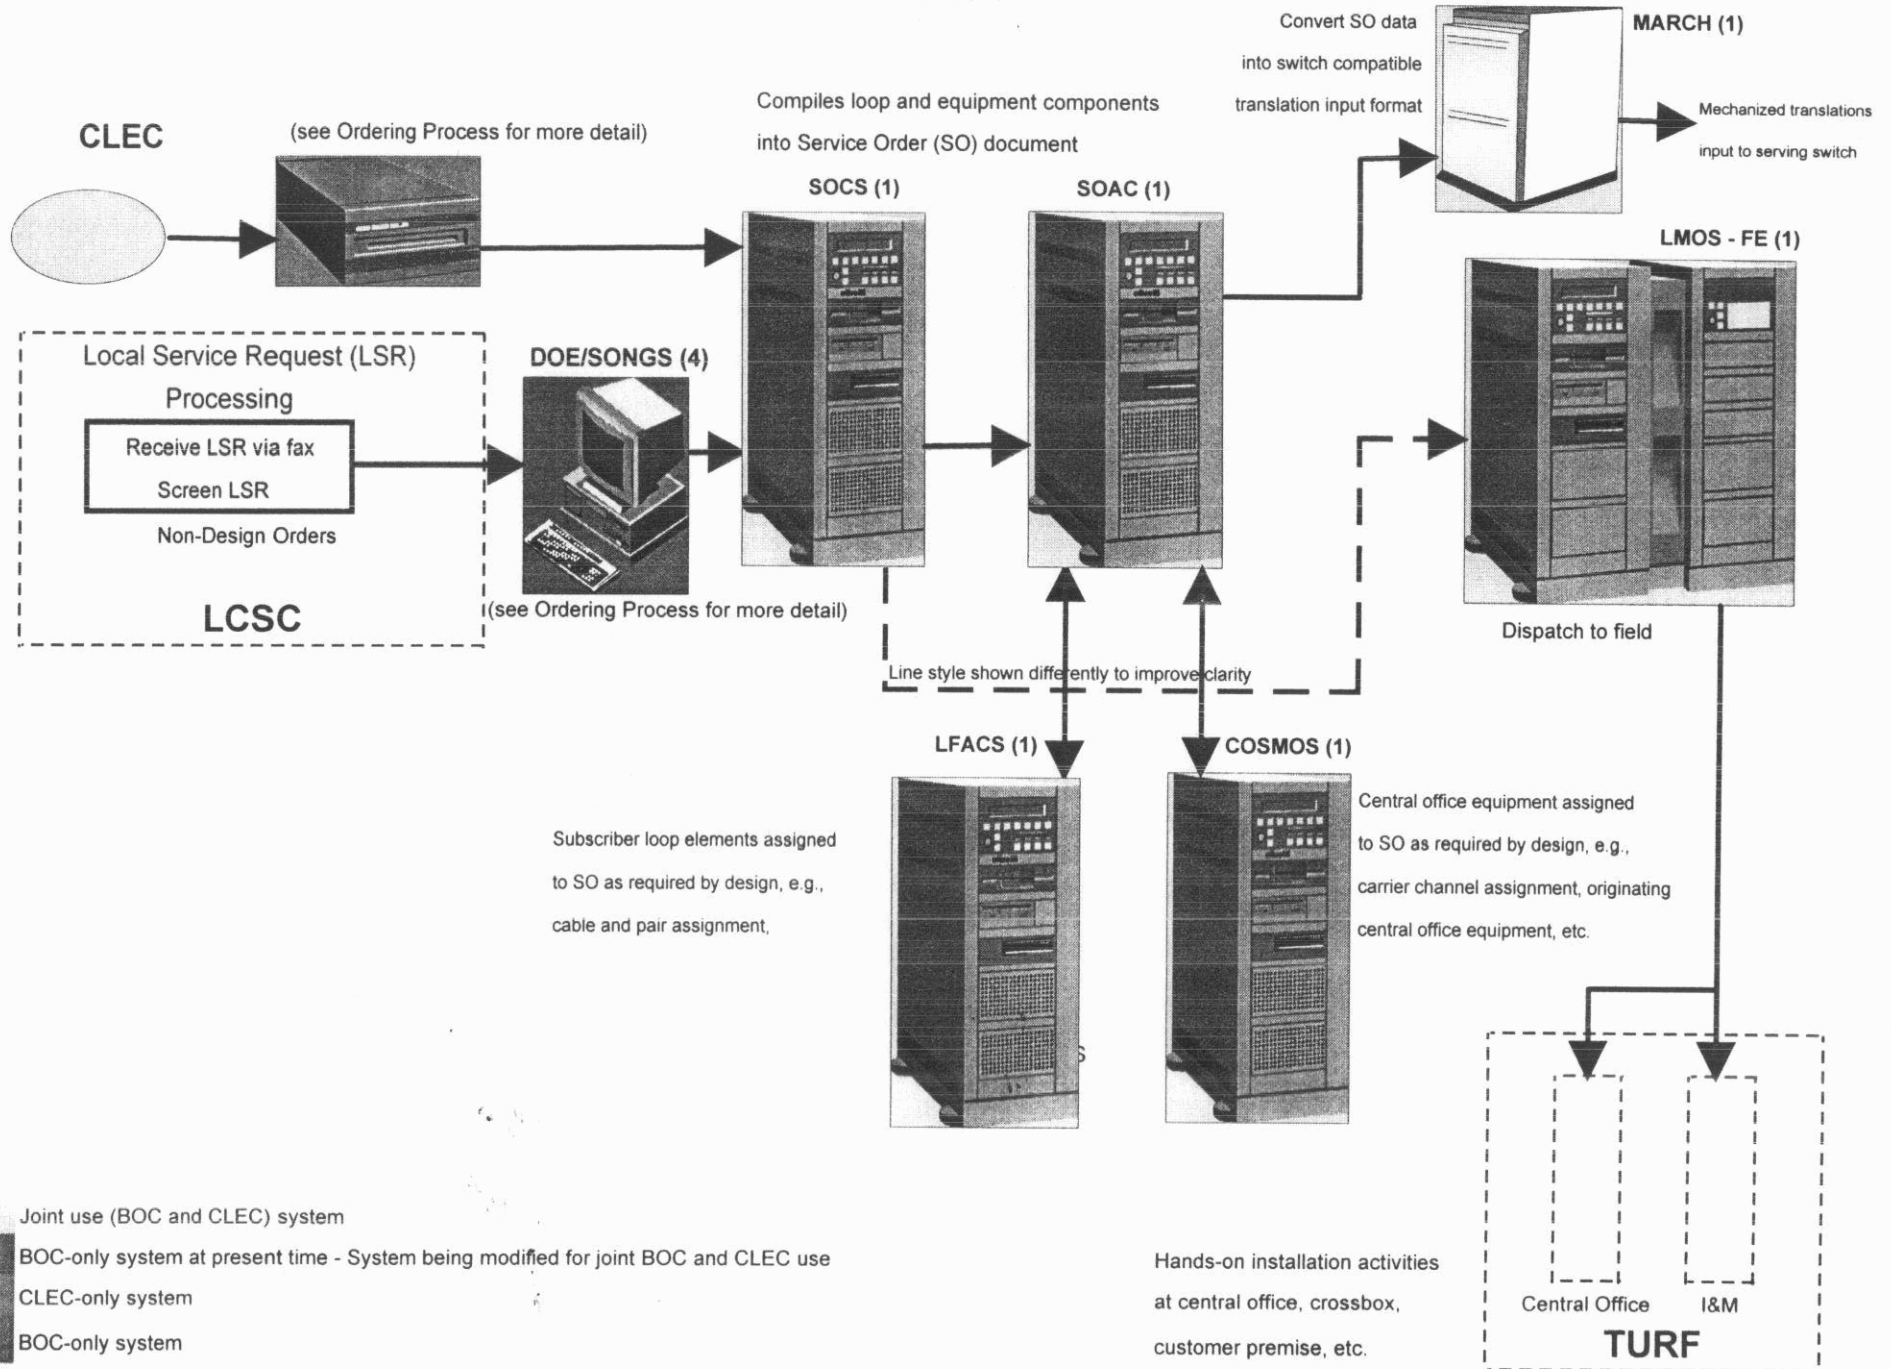 Convert SO data
into switch compatible
translation input format
MARCH (1)
Mechanized translations
input to serving switch
CLEC
(see Ordering Process for more detail)
Compiles loop and equipment components
into Service Order (SO) document
SOCS (1)
SOAC (1)
LMOS - FE (1)
Local Service Request (LSR)
Processing
Receive LSR via fax
Screen LSR
Non-Design Orders
LCSC
DOE/SONGS (4)
(see Ordering Process for more detail)
Dispatch to field
Line style shown differently to improve clarity
LFACS (1)
COSMOS (1)
Subscriber loop elements assigned
to SO as required by design, e.g.,
cable and pair assignment,
Central office equipment assigned
to SO as required by design, e.g.,
carrier channel assignment, originating
central office equipment, etc.
S
Joint use (BOC and CLEC) system
BOC-only system at present time - System being modified for joint BOC and CLEC use
CLEC-only system
BOC-only system
Hands-on installation activities
at central office, crossbox,
customer premise, etc.
Central Office
I&M
TURF